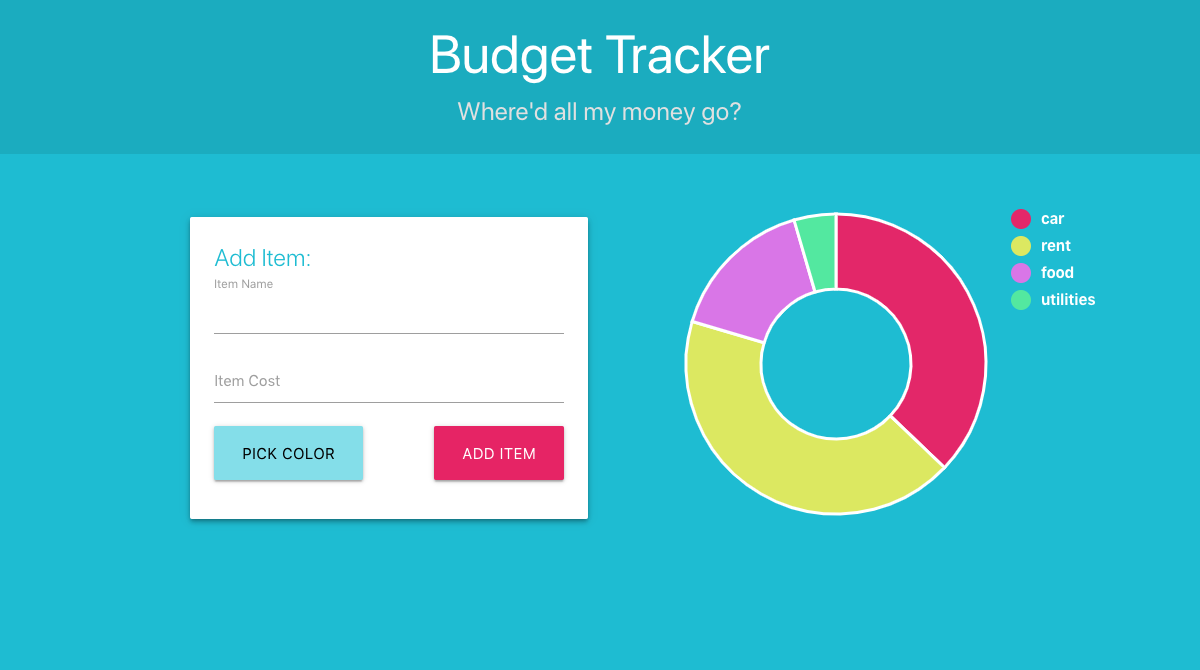 Budget Tracker
Where'd all my money go?
Add Item:
Item Name
Item Cost
PICK COLOR
ADD ITEM
car
rent
food
utilities